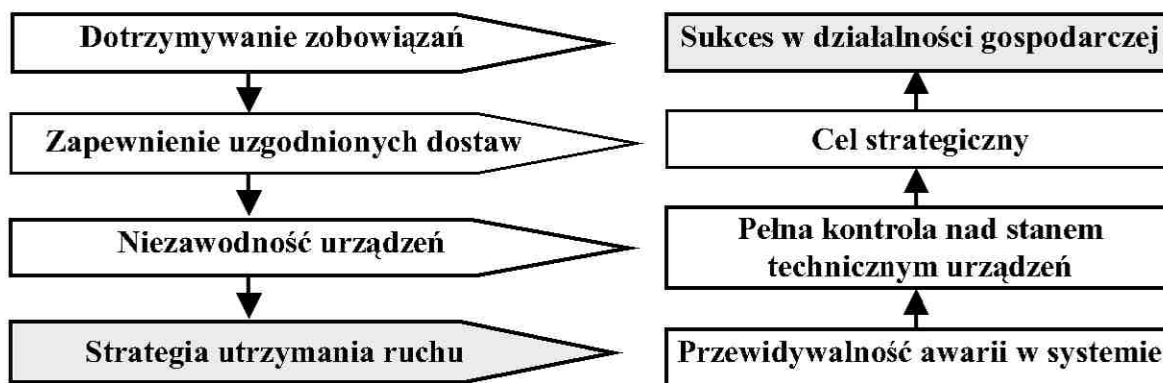 Dotrzymywanie zobowiązań
Sukces w działalności gospodarczej
Zapewnienie uzgodnionych dostaw
Cel strategiczny
Niezawodność urządzeń
Pełna kontrola nad stanem
technicznym urządzeń
Strategia utrzymania ruchu
Przewidywalność awarii w systemie